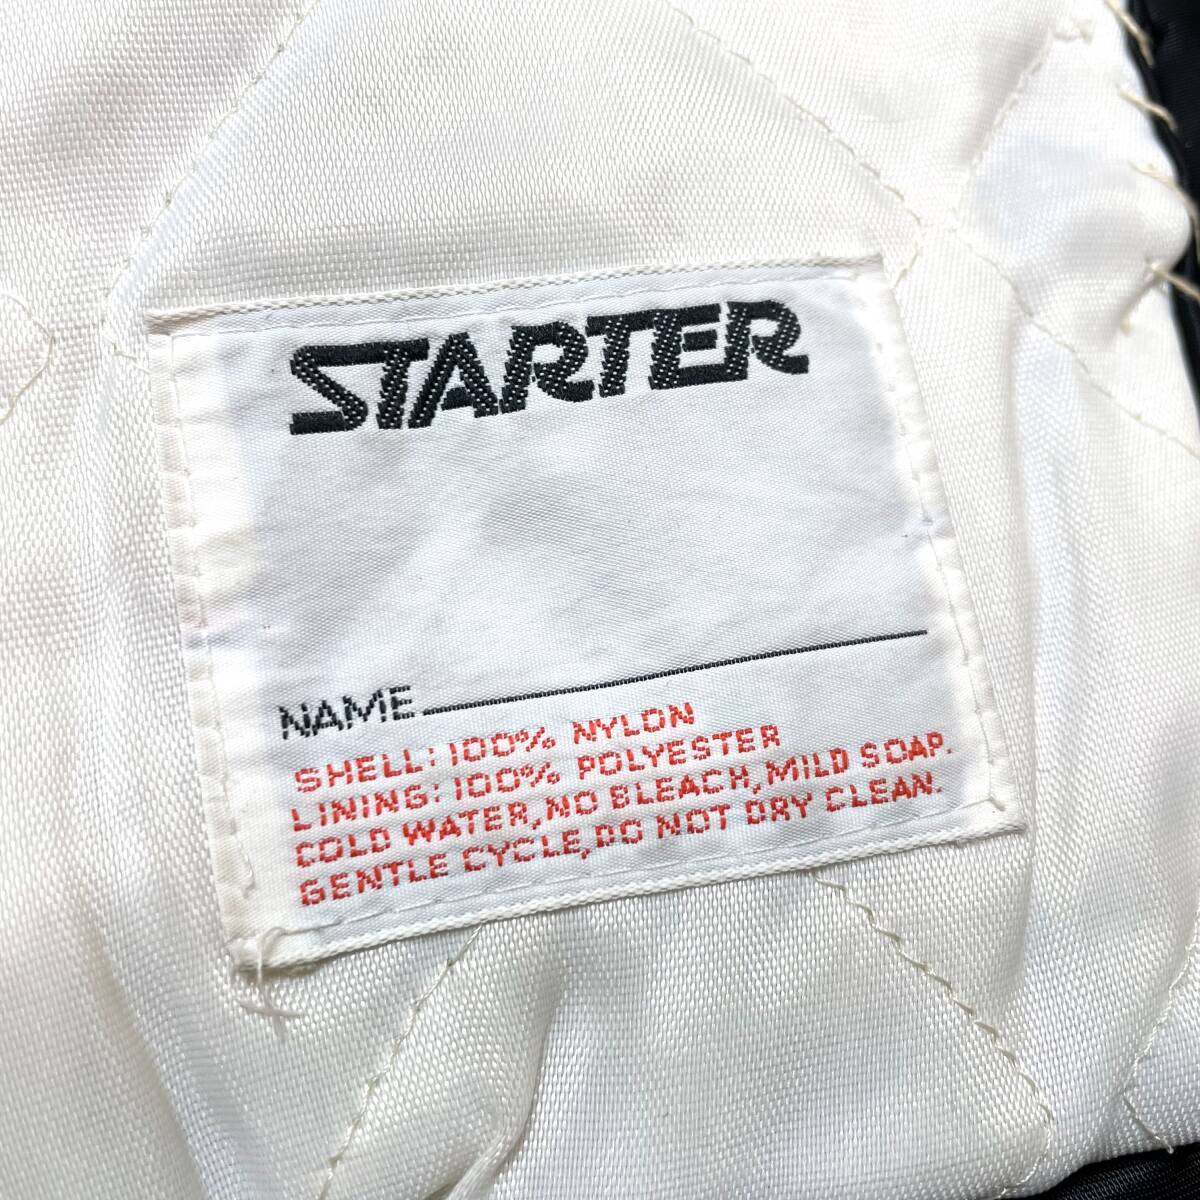 STARTER
NAME
SHELL: 100% NYLON
LINING: 100% POLYESTER
COLD WATER, NO BLEACH, MILD SOAP.
GENTLE CYCLE, DO NOT DRY CLEAN.